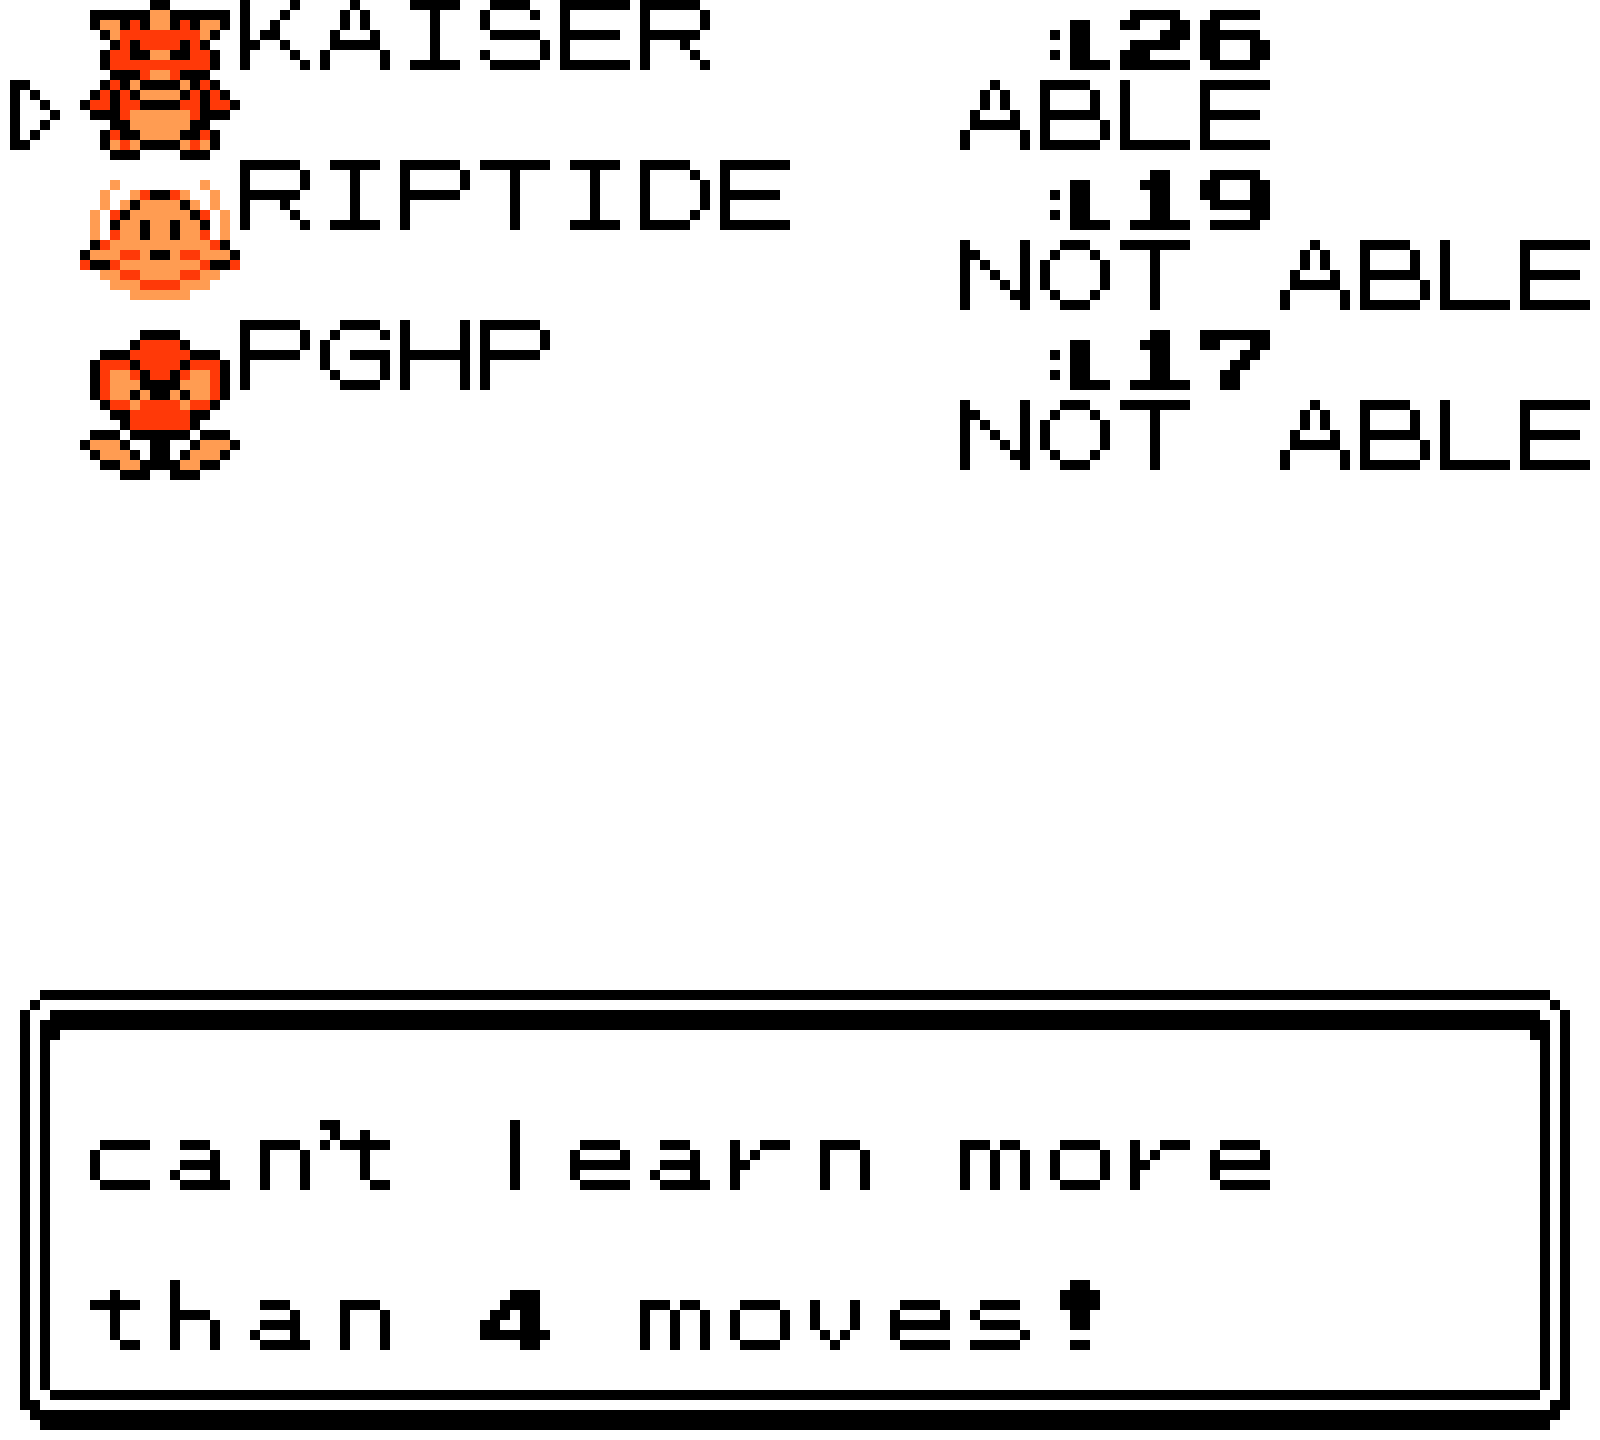 KAISER :L26
ABLE
RIPTIDE :L19
NOT ABLE
PGHP :L17
NOT ABLE
can't learn more
than 4 moves!